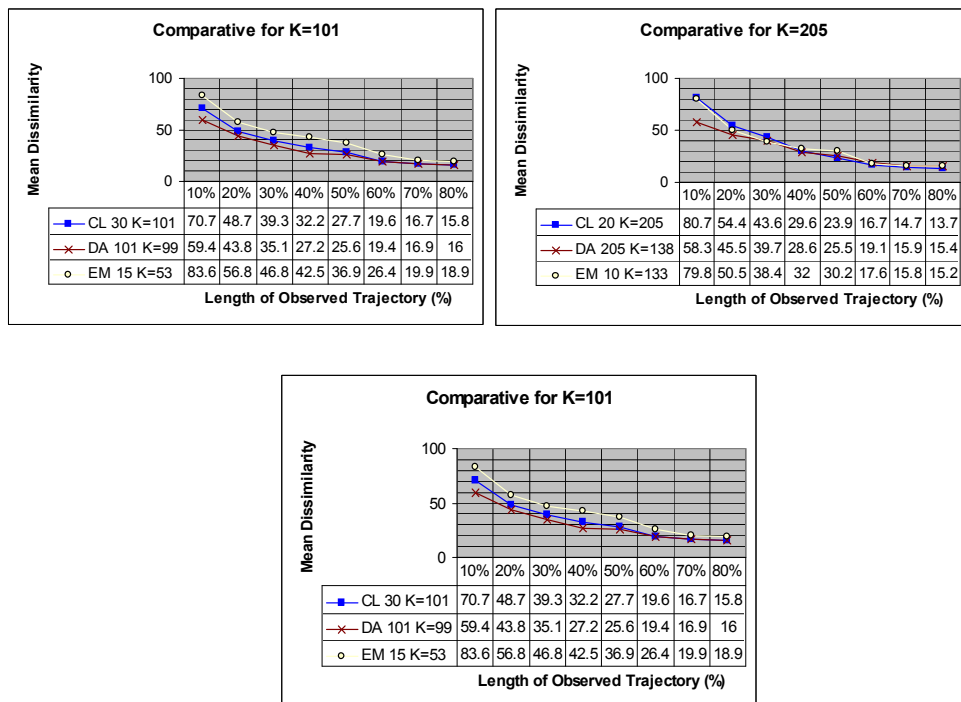 Comparative for K=101
Mean Dissimilarity
100
50
0
10% 20% 30% 40% 50% 60% 70% 80%
CL 30 K=101 70.7 48.7 39.3 32.2 27.7 19.6 16.7 15.8
DA 101 K=99 59.4 43.8 35.1 27.2 25.6 19.4 16.9 16
EM 15 K=53 83.6 56.8 46.8 42.5 36.9 26.4 19.9 18.9
Length of Observed Trajectory (%)
Comparative for K=205
Mean Dissimilarity
100
50
0
10% 20% 30% 40% 50% 60% 70% 80%
CL 20 K=205 80.7 54.4 43.6 29.6 23.9 16.7 14.7 13.7
DA 205 K=138 58.3 45.5 39.7 28.6 25.5 19.1 15.9 15.4
EM 10 K=133 79.8 50.5 38.4 32 30.2 17.6 15.8 15.2
Length of Observed Trajectory (%)
Comparative for K=101
Mean Dissimilarity
100
50
0
10% 20% 30% 40% 50% 60% 70% 80%
CL 30 K=101 70.7 48.7 39.3 32.2 27.7 19.6 16.7 15.8
DA 101 K=99 59.4 43.8 35.1 27.2 25.6 19.4 16.9 16
EM 15 K=53 83.6 56.8 46.8 42.5 36.9 26.4 19.9 18.9
Length of Observed Trajectory (%)